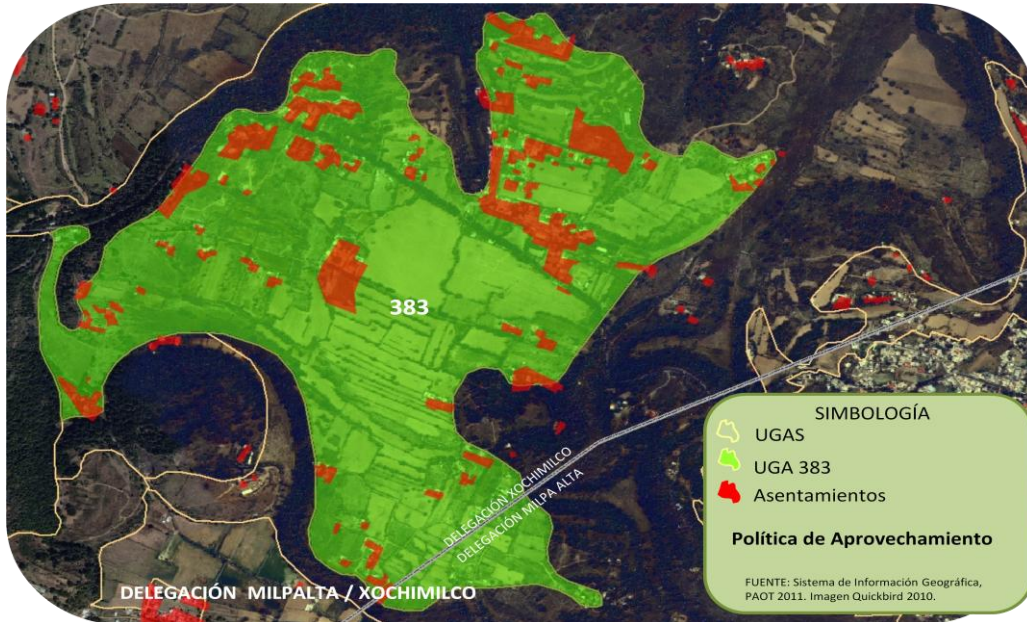 383
DELEGACIÓN XOCHIMILCO
DELEGACIÓN MILPA ALTA
DELEGACIÓN MILPALTA / XOCHIMILCO
SIMBOLOGÍA
UGAS
UGA 383
Asentamientos
Política de Aprovechamiento
FUENTE: Sistema de Información Geográfica,
PAOT 2011. Imagen Quickbird 2010.